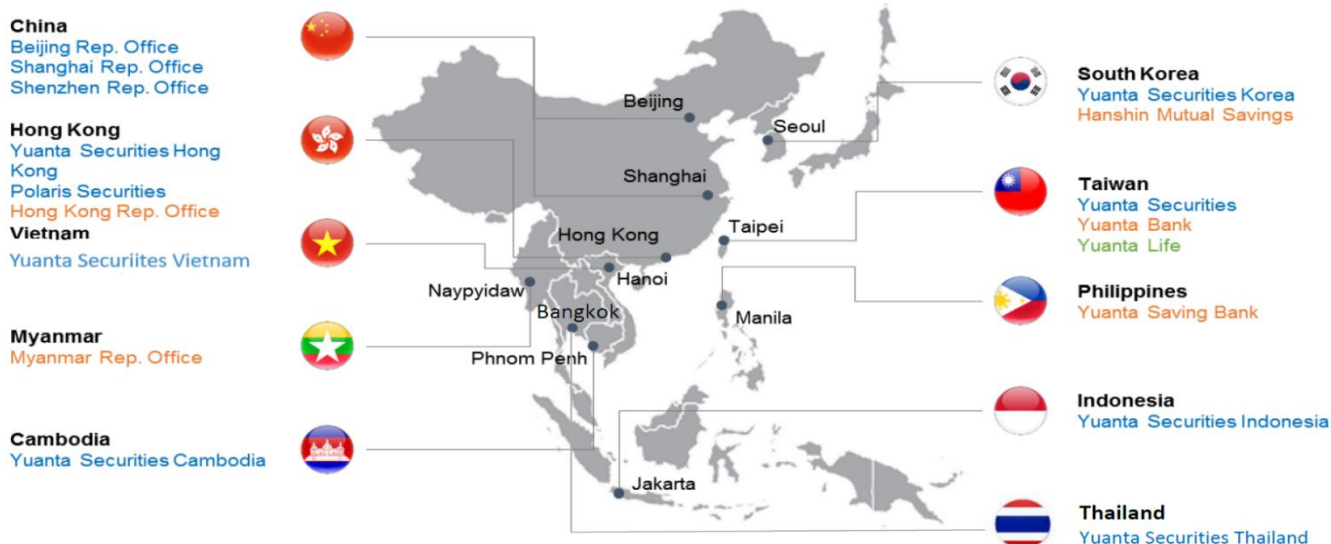 China
Beijing Rep. Office
Shanghai Rep. Office
Shenzhen Rep. Office
Hong Kong
Yuanta Securities Hong
Kong
Polaris Securities
Hong Kong Rep. Office
Vietnam
Yuanta Securiites Vietnam
Myanmar
Myanmar Rep. Office
Cambodia
Yuanta Securities Cambodia
Beijing
Seoul
Shanghai
Taipei
Hong Kong
Hanoi
Naypyidaw
Bangkok
Manila
Phnom Penh
Jakarta
South Korea
Yuanta Securities Korea
Hanshin Mutual Savings
Taiwan
Yuanta Securities
Yuanta Bank
Yuanta Life
Philippines
Yuanta Saving Bank
Indonesia
Yuanta Securities Indonesia
Thailand
Yuanta Securities Thailand